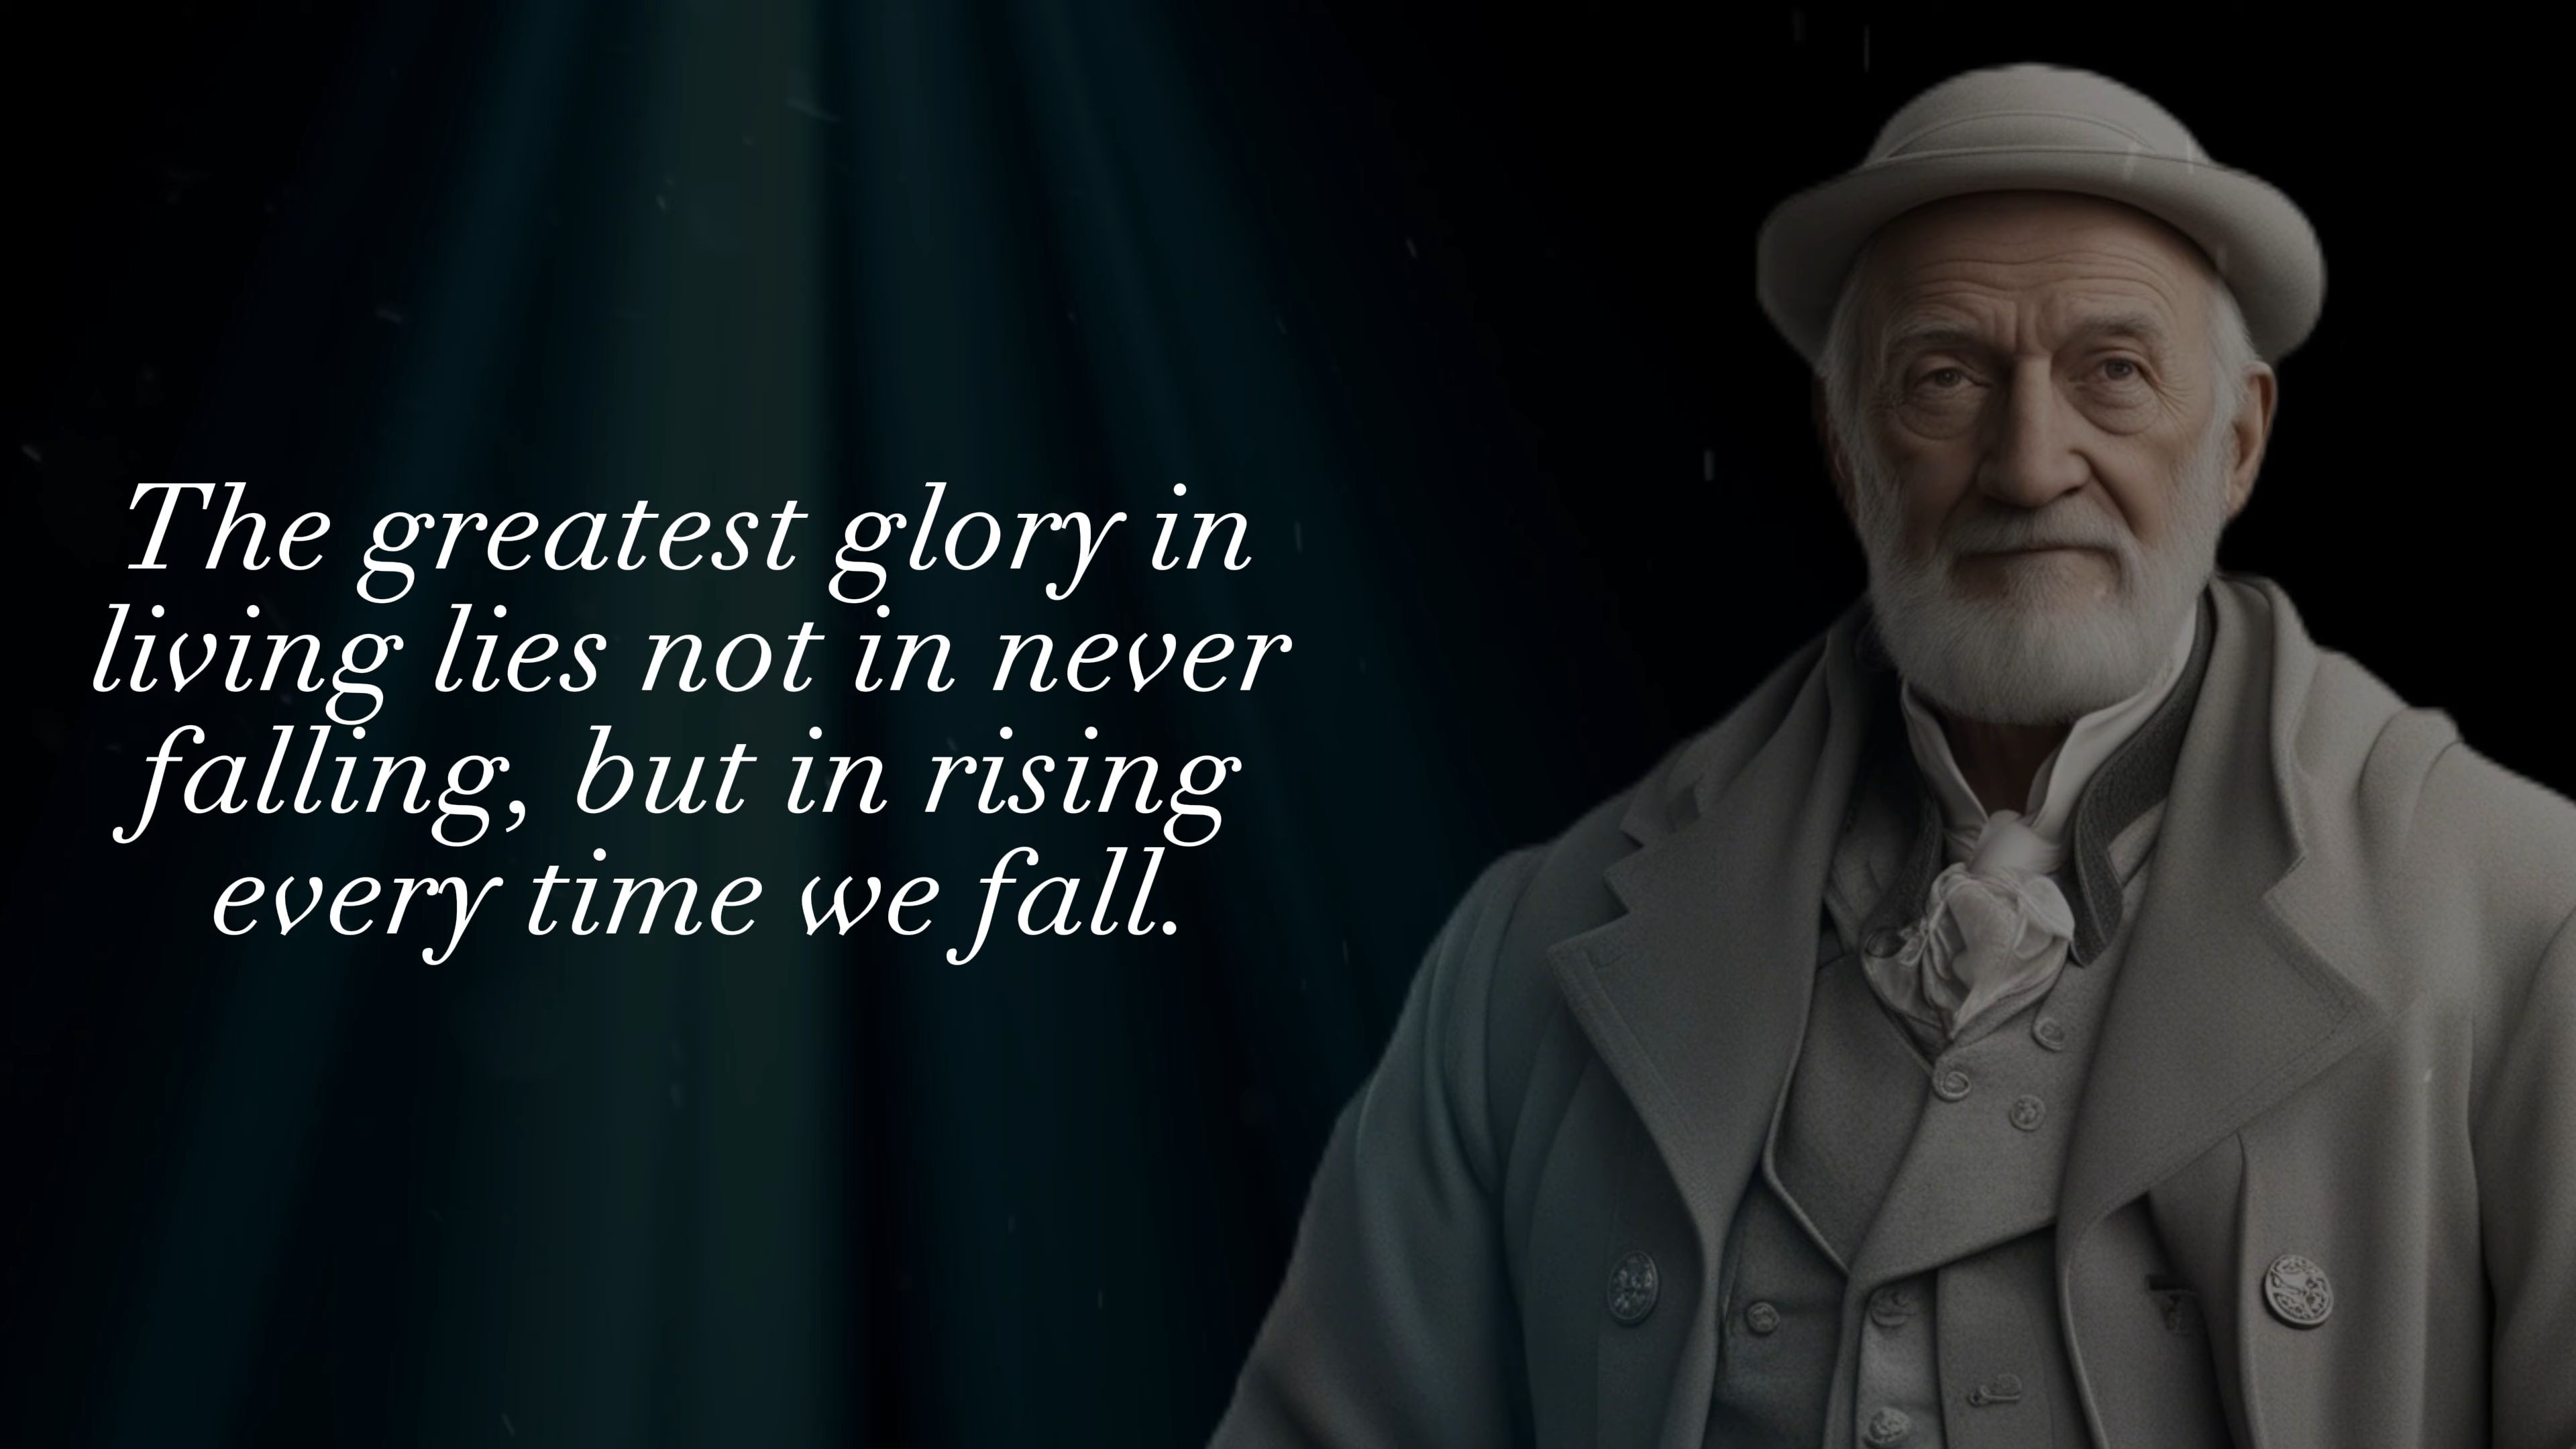 The greatest glory in
living lies not in never
falling, but in rising
every time we fall.